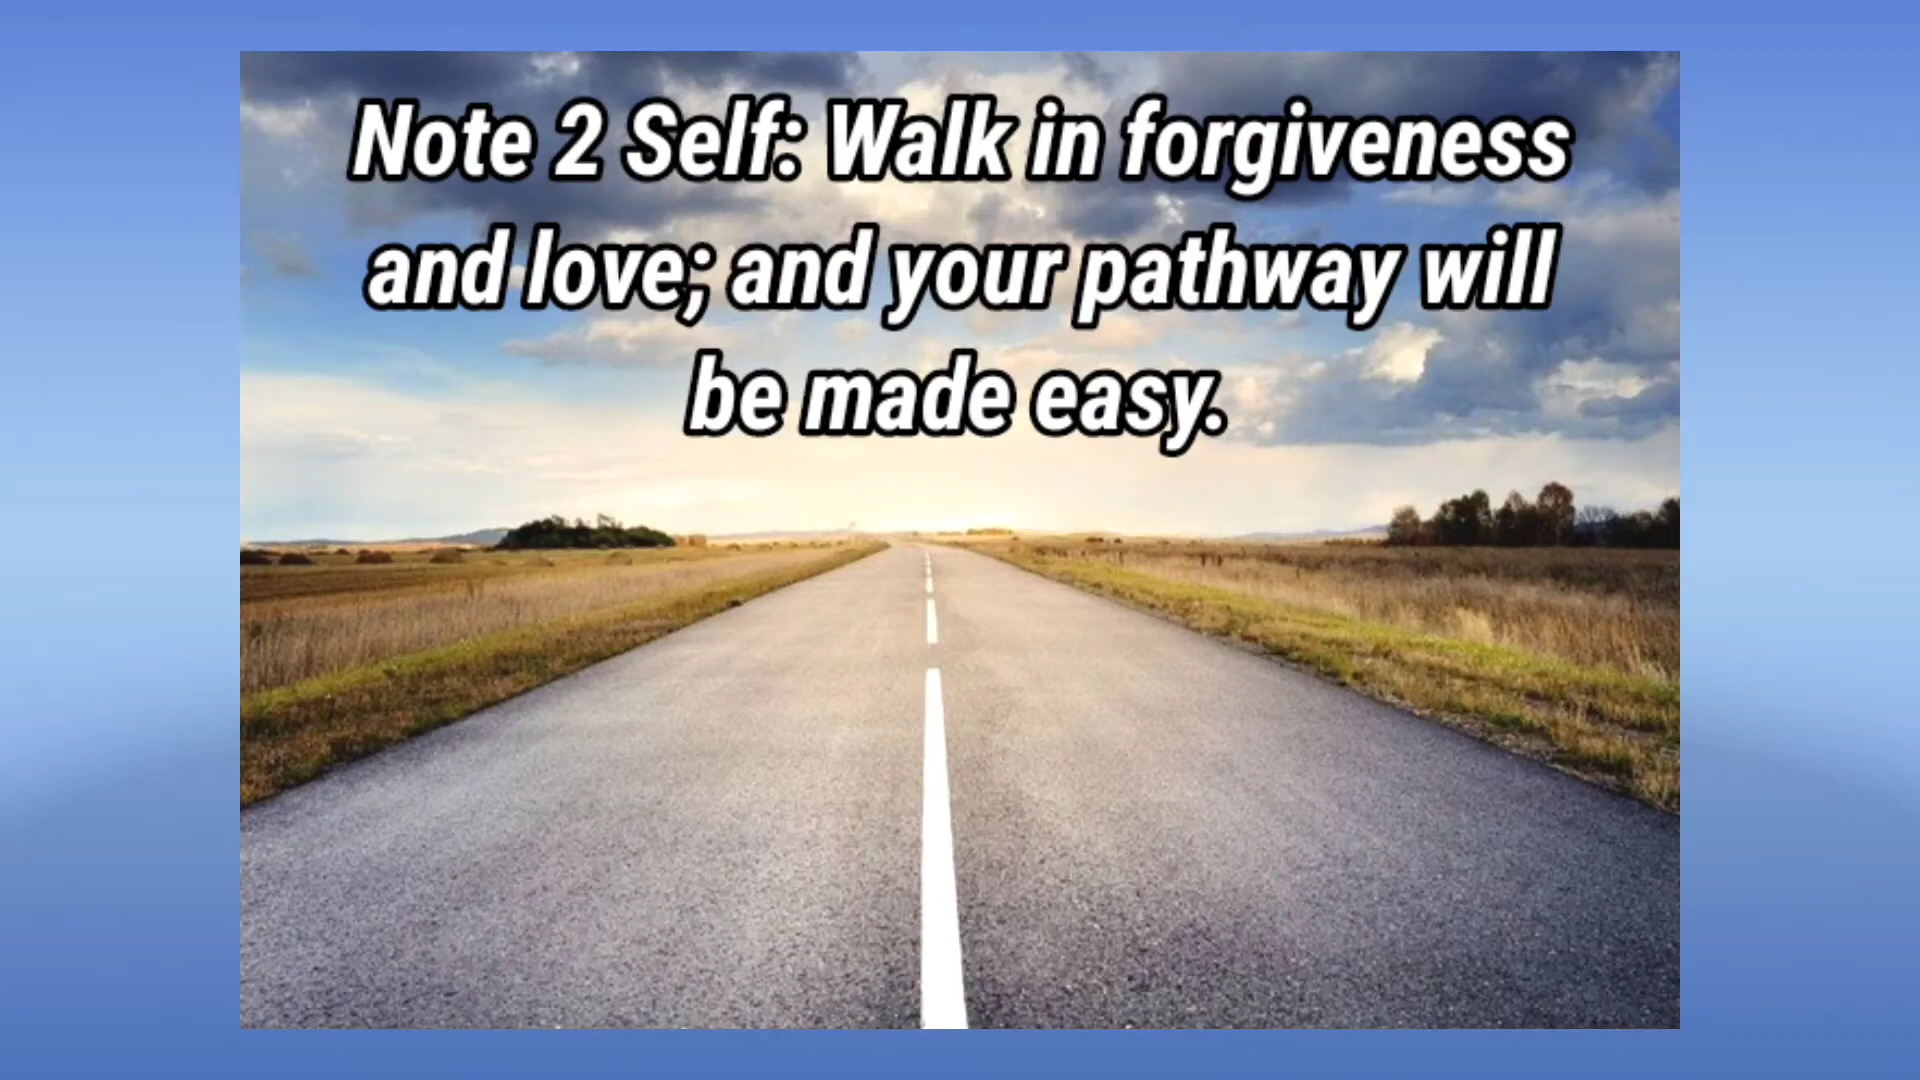 Note 2 Self: Walk in forgiveness
and love; and your pathway will
be made easy.